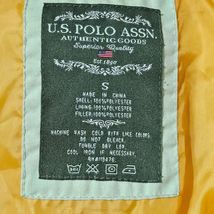 U.S. POLO ASSN.
AUTHENTIC GOODS
Superior Quality
Est 1890
S
MADE IN CHINA
SHELL: 100% POLYESTER
LINING: 100% POLYESTER
FILLER: 100% POLYESTER
MACHINE WASH COLD WITH LIKE COLORS
DO NOT BLEACH.
TUMBLE DRY LOW.
COOL IRON IF NECESSARY.